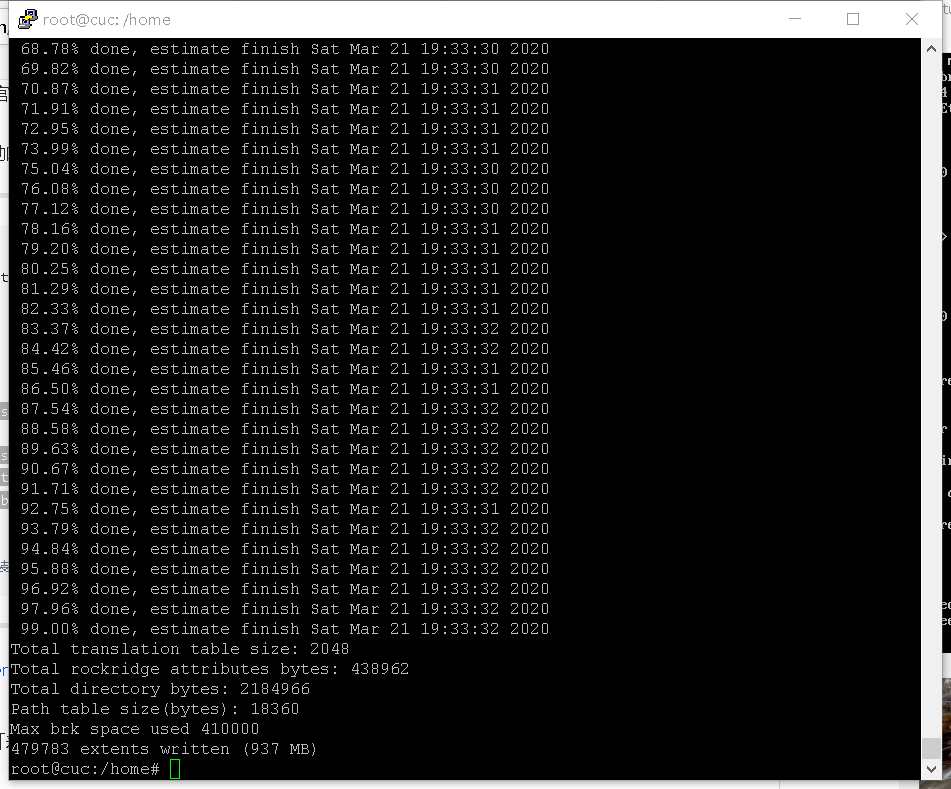 root@cuc: /home
68.78% done, estimate finish Sat Mar 21 19:33:30 2020
69.82% done, estimate finish Sat Mar 21 19:33:30 2020
70.87% done, estimate finish Sat Mar 21 19:33:31 2020
71.91% done, estimate finish Sat Mar 21 19:33:31 2020
72.95% done, estimate finish Sat Mar 21 19:33:31 2020
73.99% done, estimate finish Sat Mar 21 19:33:31 2020
75.04% done, estimate finish Sat Mar 21 19:33:30 2020
76.08% done, estimate finish Sat Mar 21 19:33:30 2020
77.12% done, estimate finish Sat Mar 21 19:33:30 2020
78.16% done, estimate finish Sat Mar 21 19:33:31 2020
79.20% done, estimate finish Sat Mar 21 19:33:31 2020
80.25% done, estimate finish Sat Mar 21 19:33:31 2020
81.29% done, estimate finish Sat Mar 21 19:33:31 2020
82.33% done, estimate finish Sat Mar 21 19:33:31 2020
83.37% done, estimate finish Sat Mar 21 19:33:32 2020
84.42% done, estimate finish Sat Mar 21 19:33:32 2020
85.46% done, estimate finish Sat Mar 21 19:33:31 2020
86.50% done, estimate finish Sat Mar 21 19:33:31 2020
87.54% done, estimate finish Sat Mar 21 19:33:32 2020
88.58% done, estimate finish Sat Mar 21 19:33:32 2020
89.63% done, estimate finish Sat Mar 21 19:33:32 2020
90.67% done, estimate finish Sat Mar 21 19:33:32 2020
91.71% done, estimate finish Sat Mar 21 19:33:32 2020
92.75% done, estimate finish Sat Mar 21 19:33:31 2020
93.79% done, estimate finish Sat Mar 21 19:33:32 2020
94.84% done, estimate finish Sat Mar 21 19:33:32 2020
95.88% done, estimate finish Sat Mar 21 19:33:32 2020
96.92% done, estimate finish Sat Mar 21 19:33:32 2020
97.96% done, estimate finish Sat Mar 21 19:33:32 2020
99.00% done, estimate finish Sat Mar 21 19:33:32 2020
Total translation table size: 2048
Total rockridge attributes bytes: 438962
Total directory bytes: 2184966
Path table size(bytes): 18360
Max brk space used 410000
479783 extents written (937 MB)
root@cuc:/home#